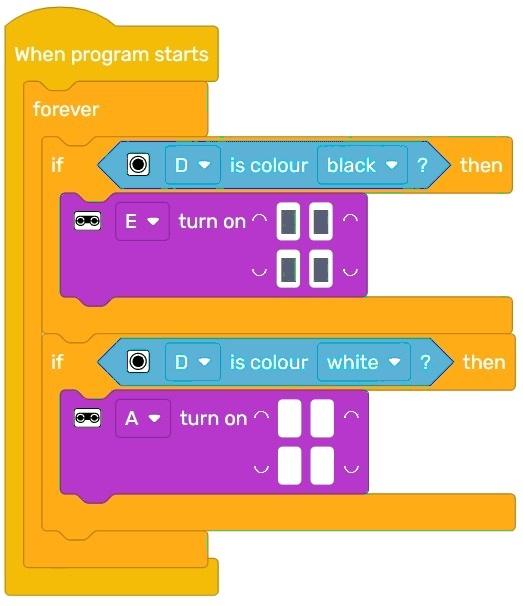 When program starts
forever
if D is colour black ? then
E turn on
if D is colour white ? then
A turn on